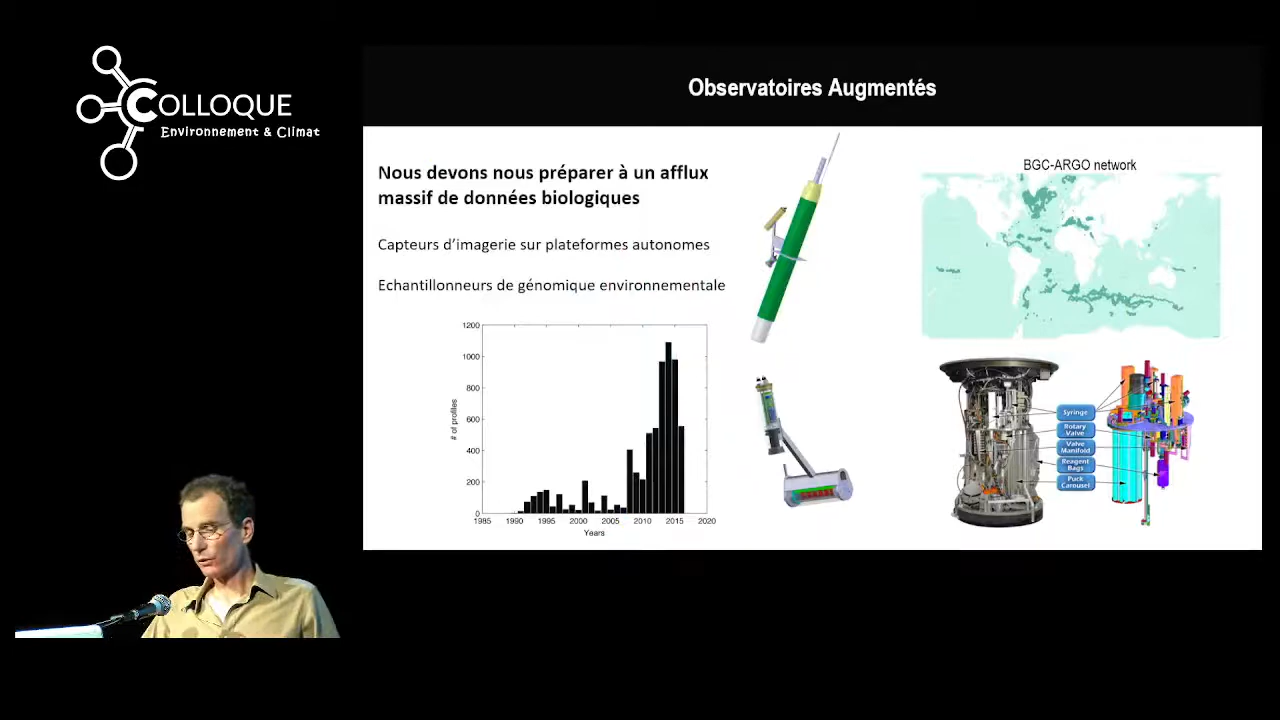 COLLOQUE
Environnement & Climat
Observatoires Augmentés
Nous devons nous préparer à un afflux
massif de données biologiques
Capteurs d'imagerie sur plateformes autonomes
Echantillonneurs de génomique environnementale
BGC-ARGO network
1200
1000
800
600
400
200
0
# of profiles
1985 1990 1995 2000 2005 2010 2015 2020
Years
Syringe
Rotary
Valve
Valve
Manifold
Reagent
Bags
Puck
Carousel